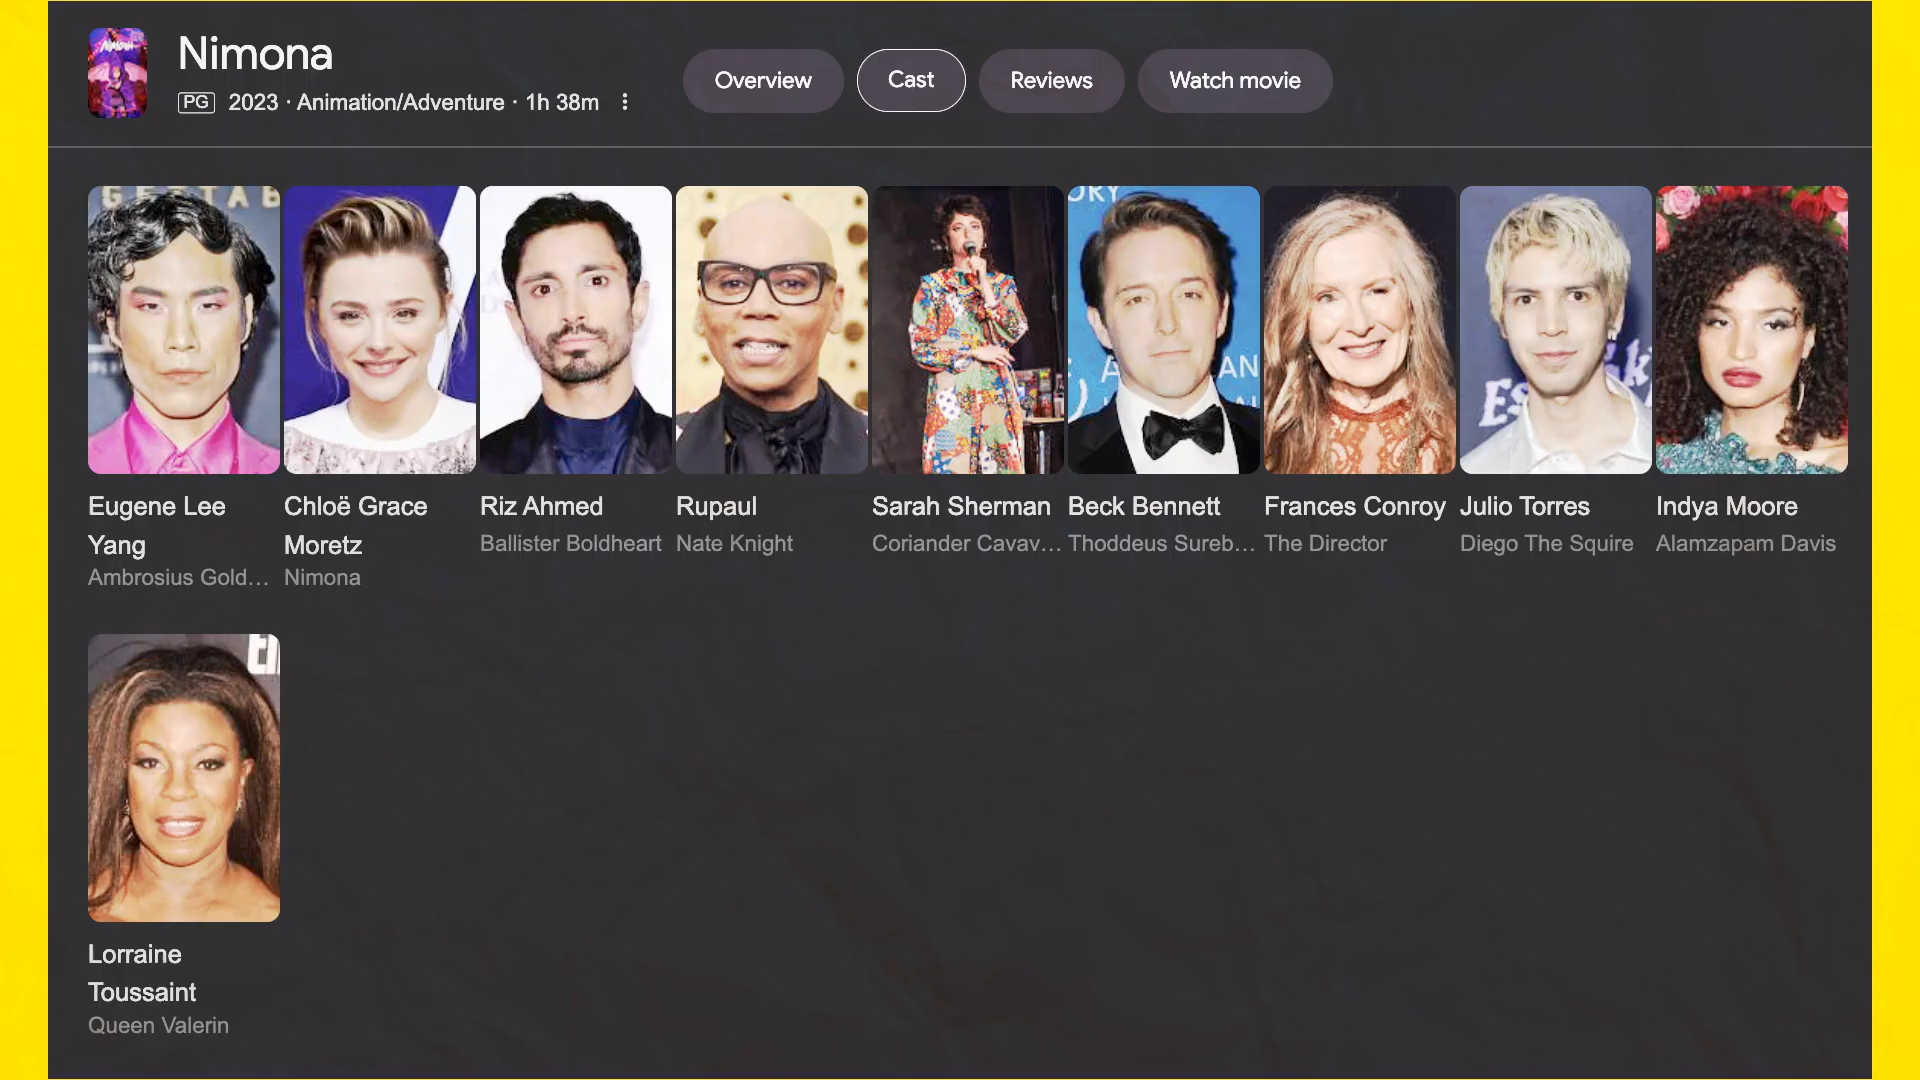 Nimona
PG 2023 · Animation/Adventure · 1h 38m
Overview
Cast
Reviews
Watch movie
Eugene Lee
Yang
Ambrosius Gold...
Chloë Grace
Moretz
Nimona
Riz Ahmed
Ballister Boldheart
Rupaul
Nate Knight
Sarah Sherman
Coriander Cavav...
Beck Bennett
Thoddeus Sureb...
Frances Conroy
The Director
Julio Torres
Diego The Squire
Indya Moore
Alamzapam Davis
Lorraine
Toussaint
Queen Valerin